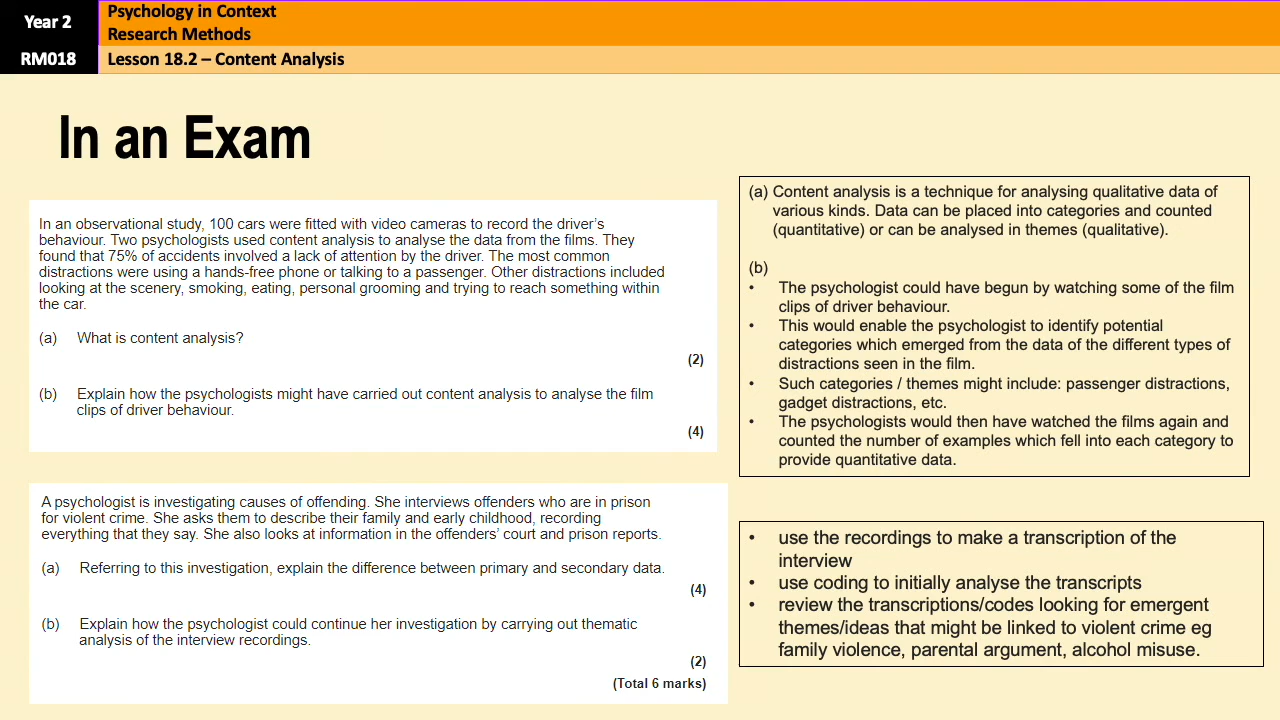 Year 2
Psychology in Context
Research Methods
RM018
Lesson 18.2 – Content Analysis
In an Exam
In an observational study, 100 cars were fitted with video cameras to record the driver’s
behaviour. Two psychologists used content analysis to analyse the data from the films. They
found that 75% of accidents involved a lack of attention by the driver. The most common
distractions were using a hands-free phone or talking to a passenger. Other distractions included
looking at the scenery, smoking, eating, personal grooming and trying to reach something within
the car.
(a) What is content analysis?
(2)
(b) Explain how the psychologists might have carried out content analysis to analyse the film
clips of driver behaviour.
(4)
(a) Content analysis is a technique for analysing qualitative data of
various kinds. Data can be placed into categories and counted
(quantitative) or can be analysed in themes (qualitative).
(b)
• The psychologist could have begun by watching some of the film
clips of driver behaviour.
• This would enable the psychologist to identify potential
categories which emerged from the data of the different types of
distractions seen in the film.
• Such categories / themes might include: passenger distractions,
gadget distractions, etc.
• The psychologists would then have watched the films again and
counted the number of examples which fell into each category to
provide quantitative data.
A psychologist is investigating causes of offending. She interviews offenders who are in prison
for violent crime. She asks them to describe their family and early childhood, recording
everything that they say. She also looks at information in the offenders’ court and prison reports.
(a) Referring to this investigation, explain the difference between primary and secondary data.
(4)
(b) Explain how the psychologist could continue her investigation by carrying out thematic
analysis of the interview recordings.
(2)
(Total 6 marks)
• use the recordings to make a transcription of the
interview
• use coding to initially analyse the transcripts
• review the transcriptions/codes looking for emergent
themes/ideas that might be linked to violent crime eg
family violence, parental argument, alcohol misuse.